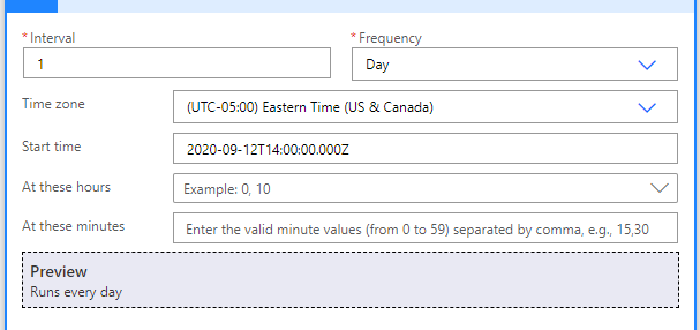 * Interval * Frequency
1 Day
Time zone (UTC-05:00) Eastern Time (US & Canada)
Start time 2020-09-12T14:00:00.000Z
At these hours Example: 0, 10
At these minutes Enter the valid minute values (from 0 to 59) separated by comma, e.g., 15,30
Preview
Runs every day